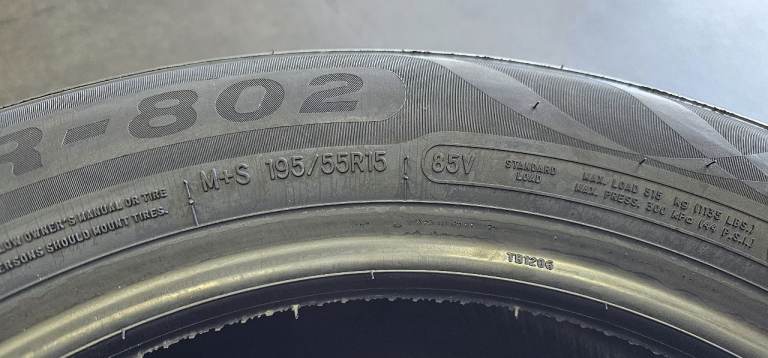 R-802
M+S 195/55R15
85V
STANDARD
LOAD
MAX. LOAD 515 KG (1135 LBS.)
MAX. PRESS. 300 KPA (44 P.S.I.)
OWNER'S MANUAL OR TIRE
SHOULD MOUNT TIRES.
TB1206